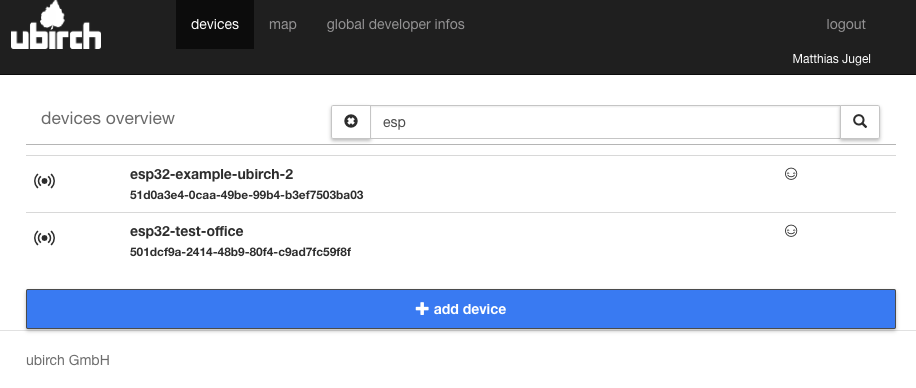 ubirch
devices map global developer infos logout
Matthias Jugel
devices overview
esp
esp32-example-ubirch-2
51d0a3e4-0caa-49be-99b4-b3ef7503ba03
esp32-test-office
501dcf9a-2414-48b9-80f4-c9ad7fc59f8f
add device
ubirch GmbH